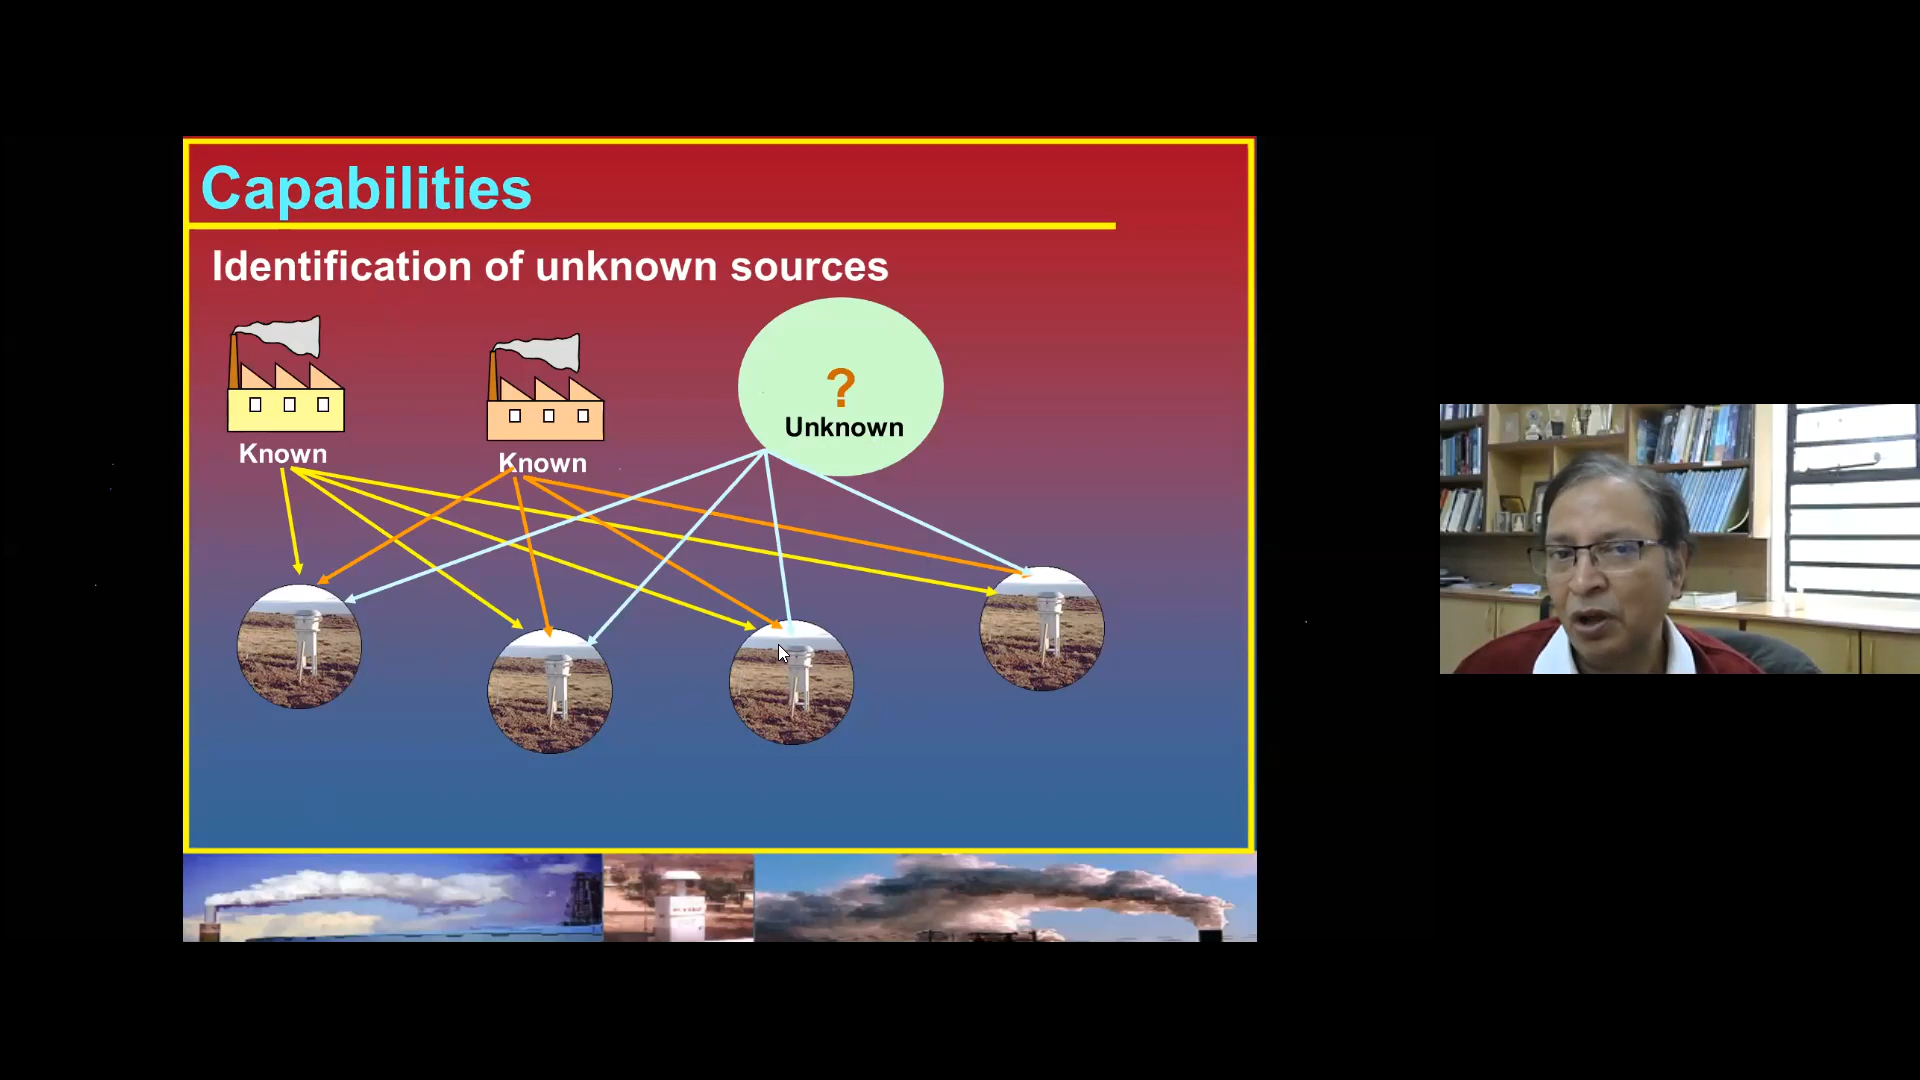 Capabilities
Identification of unknown sources
?
Unknown
Known
Known